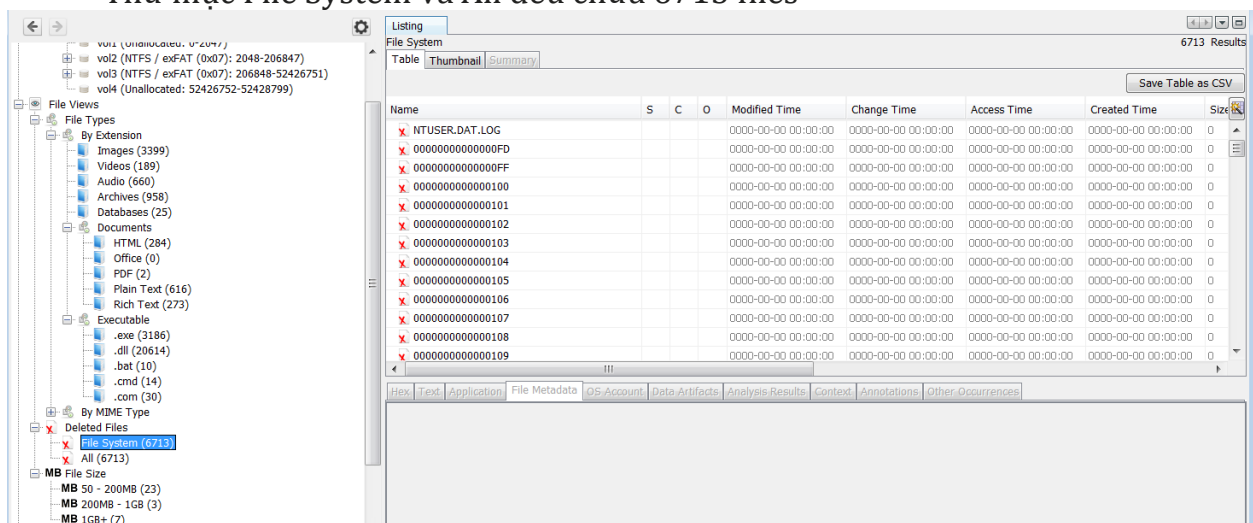 Thư mục File System và All đều chứa 6713 files
Listing
File System
6713 Results
Table Thumbnail Summary
Save Table as CSV
vol1 (Unallocated: 0-2047)
vol2 (NTFS / exFAT (0x07): 2048-206847)
vol3 (NTFS / exFAT (0x07): 206848-52426751)
vol4 (Unallocated: 52426752-52428799)
File Views
File Types
By Extension
Images (3399)
Videos (189)
Audio (660)
Archives (958)
Databases (25)
Documents
HTML (284)
Office (0)
PDF (2)
Plain Text (616)
Rich Text (273)
Executable
.exe (3186)
.dll (20614)
.bat (10)
.cmd (14)
.com (30)
By MIME Type
Deleted Files
File System (6713)
All (6713)
MB File Size
MB 50 - 200MB (23)
MB 200MB - 1GB (3)
MB 1GB+ (7)
Name S C O Modified Time Change Time Access Time Created Time Size
NTUSER.DAT.LOG 0000-00-00 00:00:00 0000-00-00 00:00:00 0000-00-00 00:00:00 0000-00-00 00:00:00 0
00000000000000FD 0000-00-00 00:00:00 0000-00-00 00:00:00 0000-00-00 00:00:00 0000-00-00 00:00:00 0
00000000000000FF 0000-00-00 00:00:00 0000-00-00 00:00:00 0000-00-00 00:00:00 0000-00-00 00:00:00 0
0000000000000100 0000-00-00 00:00:00 0000-00-00 00:00:00 0000-00-00 00:00:00 0000-00-00 00:00:00 0
0000000000000101 0000-00-00 00:00:00 0000-00-00 00:00:00 0000-00-00 00:00:00 0000-00-00 00:00:00 0
0000000000000102 0000-00-00 00:00:00 0000-00-00 00:00:00 0000-00-00 00:00:00 0000-00-00 00:00:00 0
0000000000000103 0000-00-00 00:00:00 0000-00-00 00:00:00 0000-00-00 00:00:00 0000-00-00 00:00:00 0
0000000000000104 0000-00-00 00:00:00 0000-00-00 00:00:00 0000-00-00 00:00:00 0000-00-00 00:00:00 0
0000000000000105 0000-00-00 00:00:00 0000-00-00 00:00:00 0000-00-00 00:00:00 0000-00-00 00:00:00 0
0000000000000106 0000-00-00 00:00:00 0000-00-00 00:00:00 0000-00-00 00:00:00 0000-00-00 00:00:00 0
0000000000000107 0000-00-00 00:00:00 0000-00-00 00:00:00 0000-00-00 00:00:00 0000-00-00 00:00:00 0
0000000000000108 0000-00-00 00:00:00 0000-00-00 00:00:00 0000-00-00 00:00:00 0000-00-00 00:00:00 0
0000000000000109 0000-00-00 00:00:00 0000-00-00 00:00:00 0000-00-00 00:00:00 0000-00-00 00:00:00 0
Hex Text Application File Metadata OS Account Data Artifacts Analysis Results Context Annotations Other Occurrences